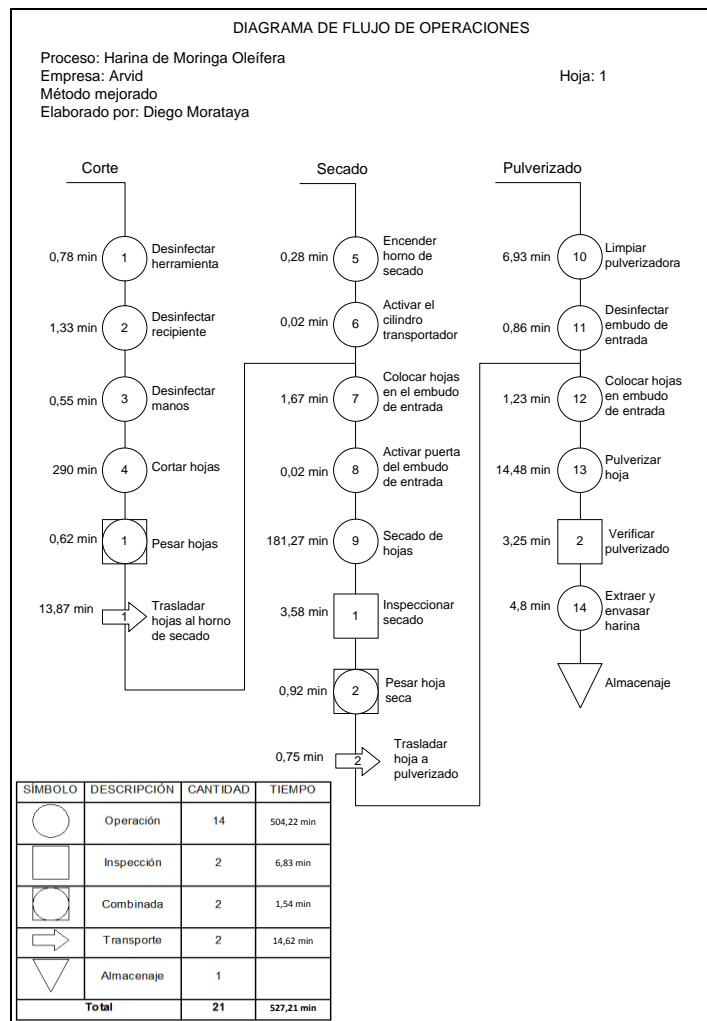 DIAGRAMA DE FLUJO DE OPERACIONES
Proceso: Harina de Moringa Oleífera
Empresa: Arvid
Hoja: 1
Método mejorado
Elaborado por: Diego Morataya
Corte
0,78 min
1
Desinfectar
herramienta
1,33 min
2
Desinfectar
recipiente
0,55 min
3
Desinfectar
manos
290 min
4
Cortar hojas
0,62 min
1
Pesar hojas
13,87 min
1
Trasladar
hojas al horno
de secado
Secado
0,28 min
5
Encender
horno de
secado
0,02 min
6
Activar el
cilindro
transportador
1,67 min
7
Colocar hojas
en el embudo
de entrada
0,02 min
8
Activar puerta
del embudo
de entrada
181,27 min
9
Secado de
hojas
3,58 min
1
Inspeccionar
secado
0,92 min
2
Pesar hoja
seca
0,75 min
2
Trasladar
hoja a
pulverizado
Pulverizado
6,93 min
10
Limpiar
pulverizadora
0,86 min
11
Desinfectar
embudo de
entrada
1,23 min
12
Colocar hojas
en embudo
de entrada
14,48 min
13
Pulverizar
hoja
3,25 min
2
Verificar
pulverizado
4,8 min
14
Extraer y
envasar
harina
Almacenaje
SÍMBOLO DESCRIPCIÓN CANTIDAD TIEMPO
Operación 14 504,22 min
Inspección 2 6,83 min
Combinada 2 1,54 min
Transporte 2 14,62 min
Almacenaje 1
Total 21 527,21 min